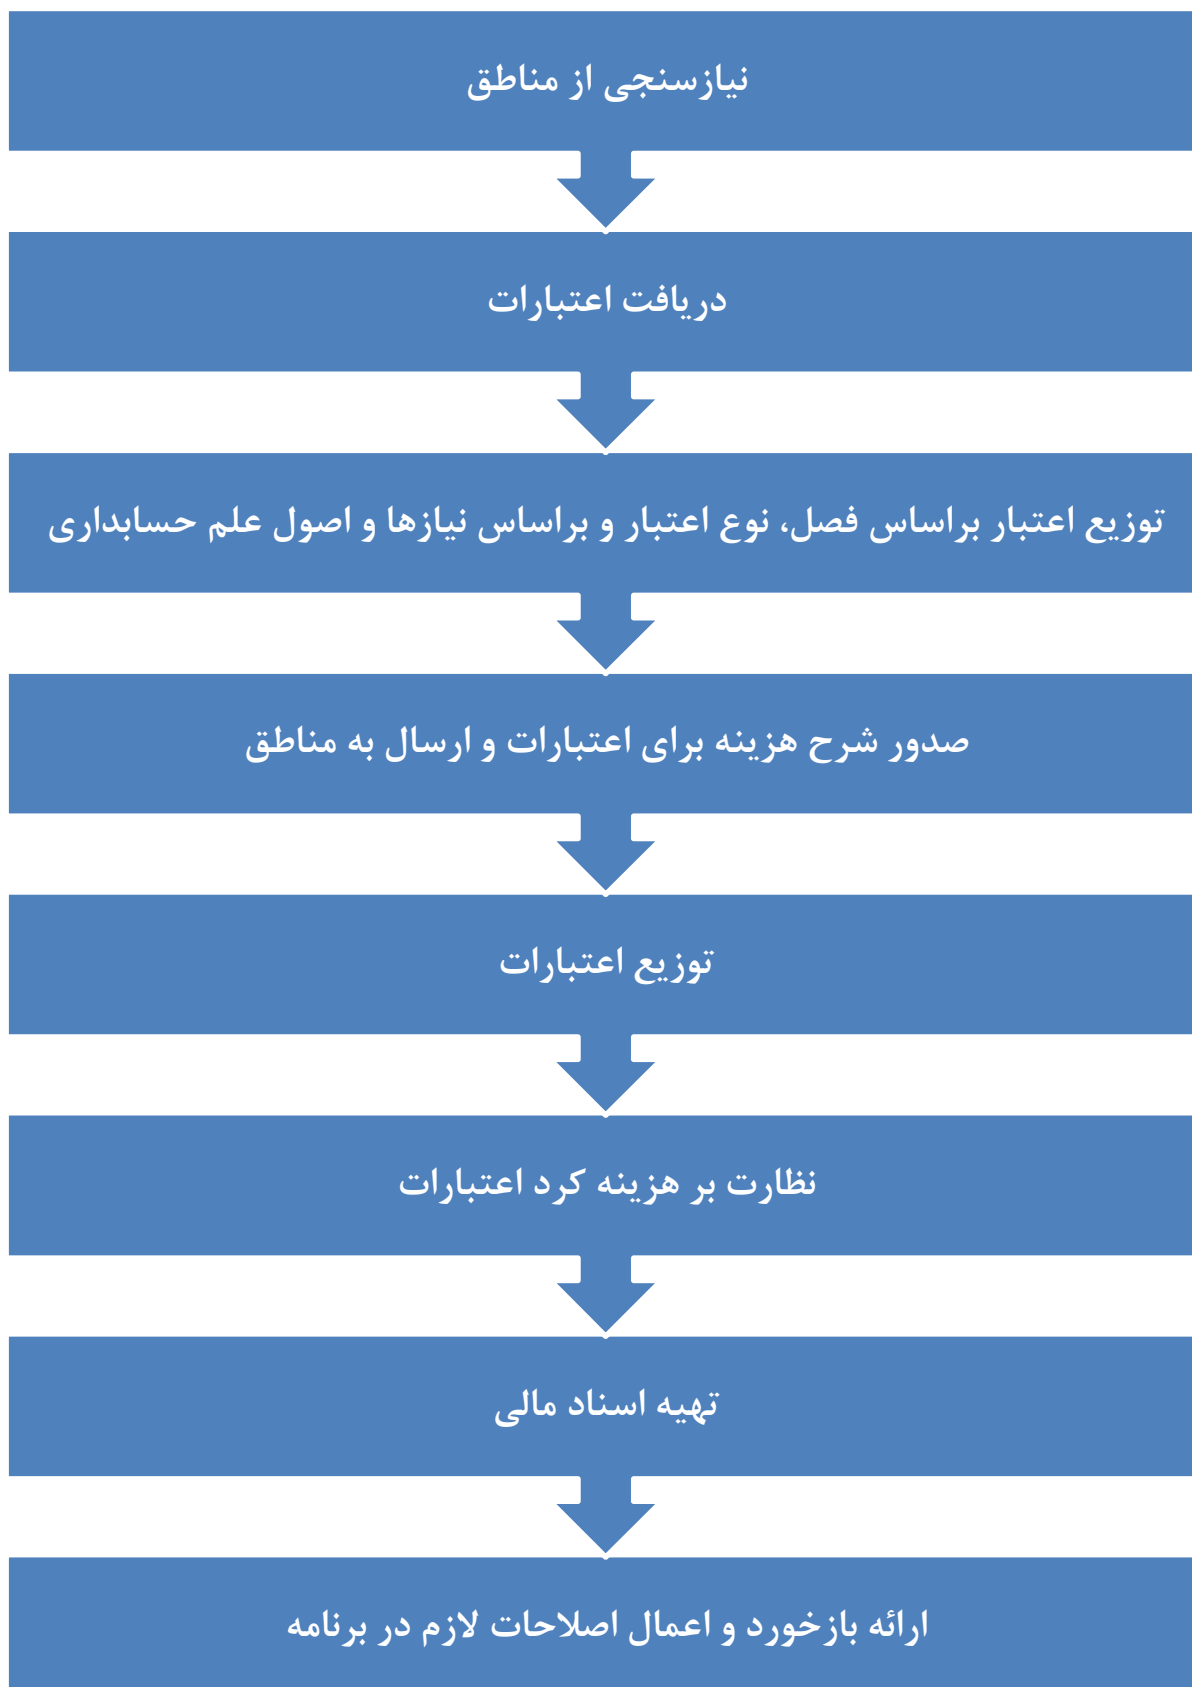 نیازسنجی از مناطق
دریافت اعتبارات
توزیع اعتبار براساس فصل، نوع اعتبار و براساس نیازها و اصول علم حسابداری
صدور شرح هزینه برای اعتبارات و ارسال به مناطق
توزیع اعتبارات
نظارت بر هزینه کرد اعتبارات
تهیه اسناد مالی
ارائه بازخورد و اعمال اصلاحات لازم در برنامه